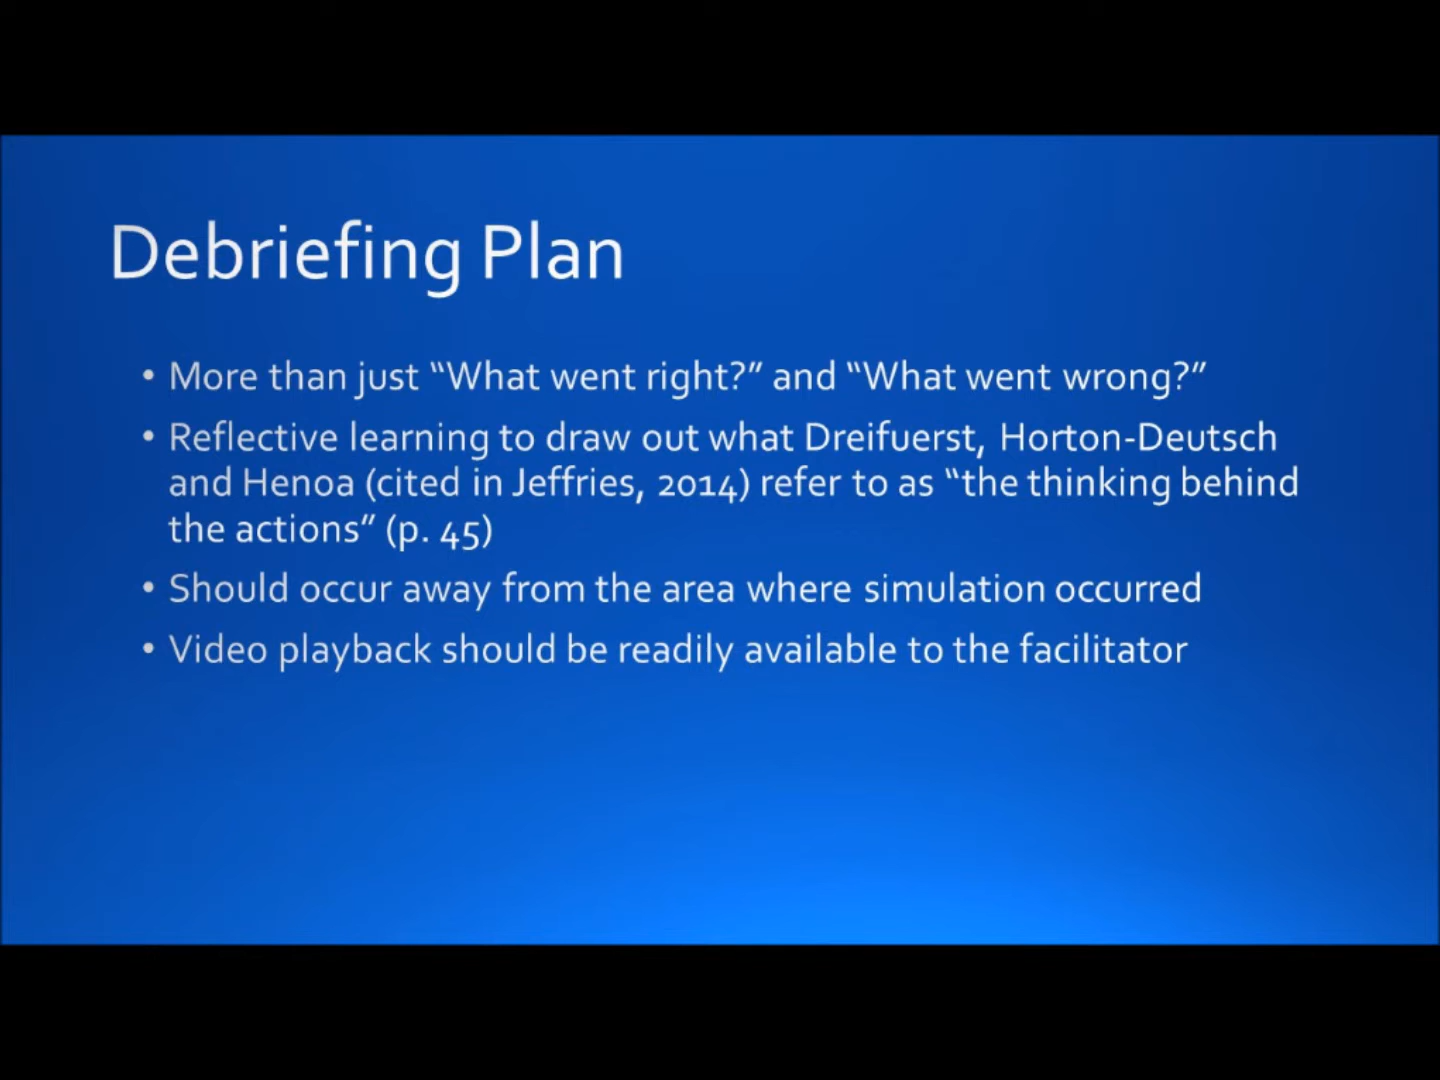 Debriefing Plan
• More than just “What went right?” and “What went wrong?”
• Reflective learning to draw out what Dreifuerst, Horton-Deutsch
and Henoa (cited in Jeffries, 2014) refer to as “the thinking behind
the actions” (p. 45)
• Should occur away from the area where simulation occurred
• Video playback should be readily available to the facilitator